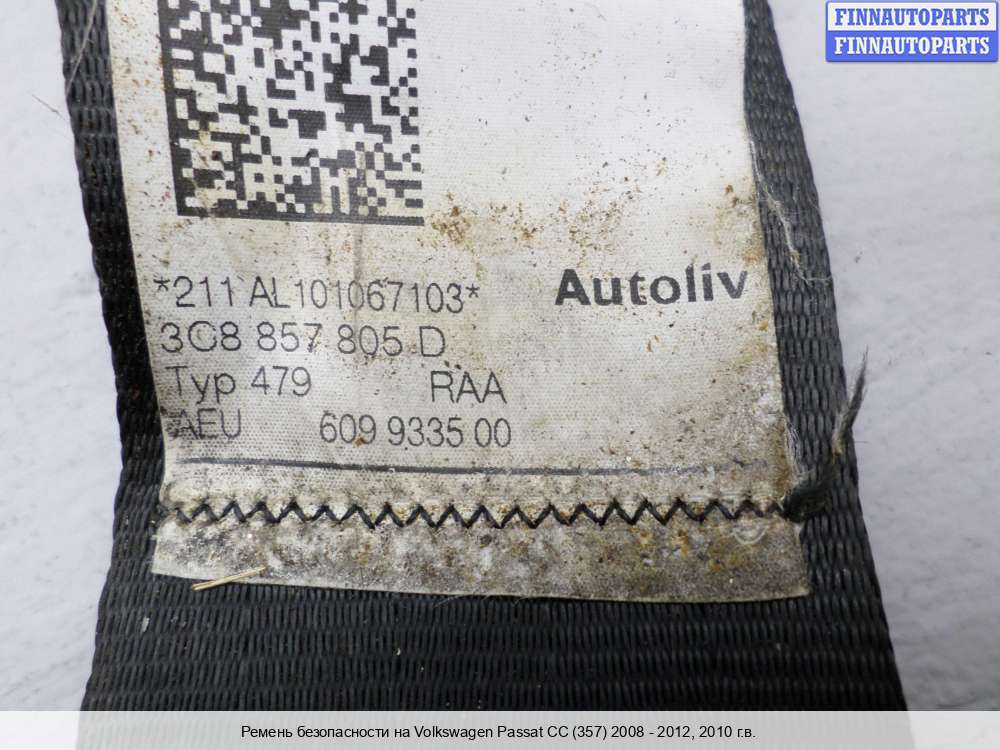 FINNAUTOPARTS
FINNAUTOPARTS
*211 AL101067103*
Autoliv
3C8 857 805 D
Typ 479 RAA
AEU 609 9335 00
Ремень безопасности на Volkswagen Passat CC (357) 2008 - 2012, 2010 г.в.